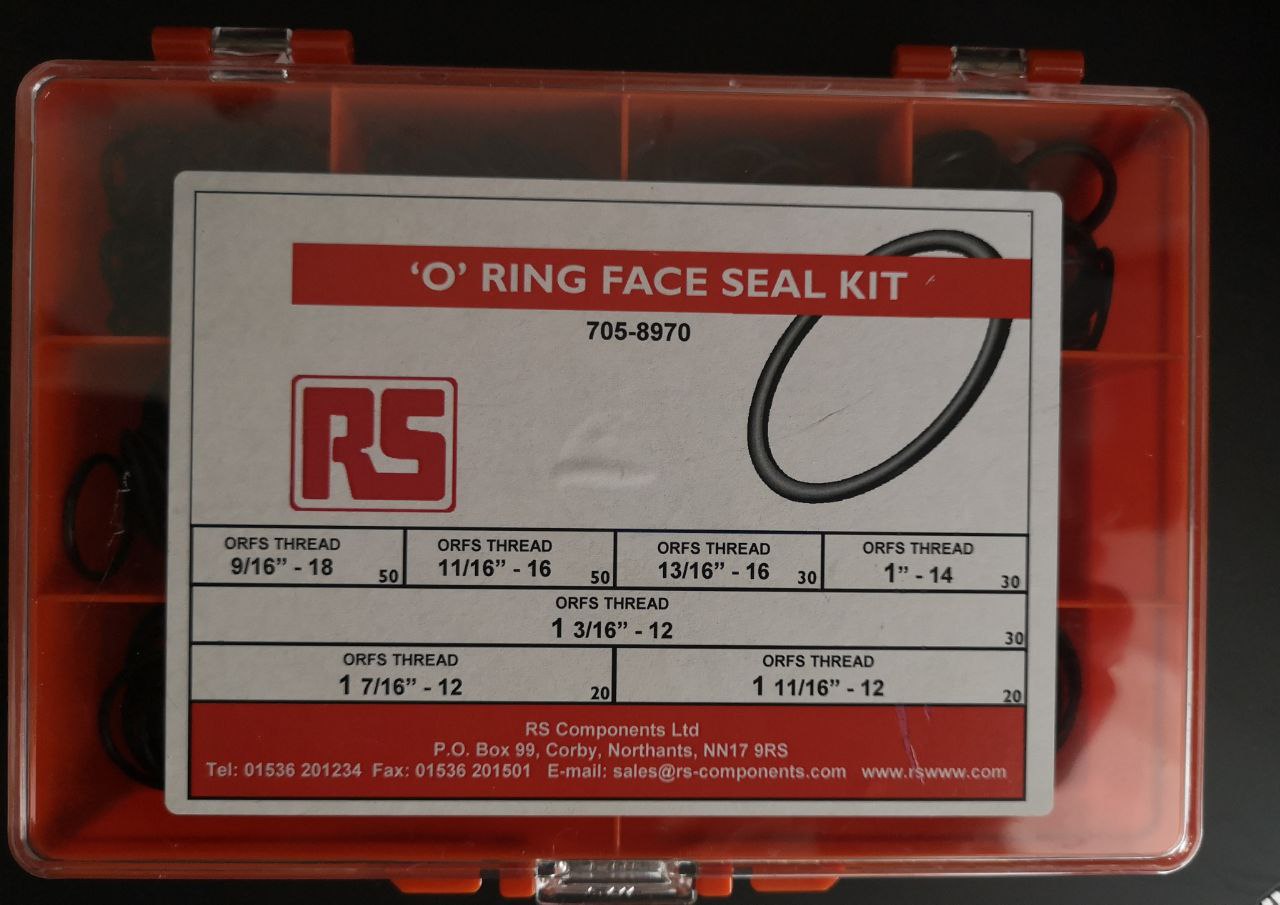 ‘O’ RING FACE SEAL KIT
705-8970
RS
ORFS THREAD
9/16” - 18 50
ORFS THREAD
11/16” - 16 50
ORFS THREAD
13/16” - 16 30
ORFS THREAD
1” - 14 30
ORFS THREAD
1 3/16” - 12 30
ORFS THREAD
1 7/16” - 12 20
ORFS THREAD
1 11/16” - 12 20
RS Components Ltd
P.O. Box 99, Corby, Northants, NN17 9RS
Tel: 01536 201234 Fax: 01536 201501 E-mail: sales@rs-components.com www.rswww.com